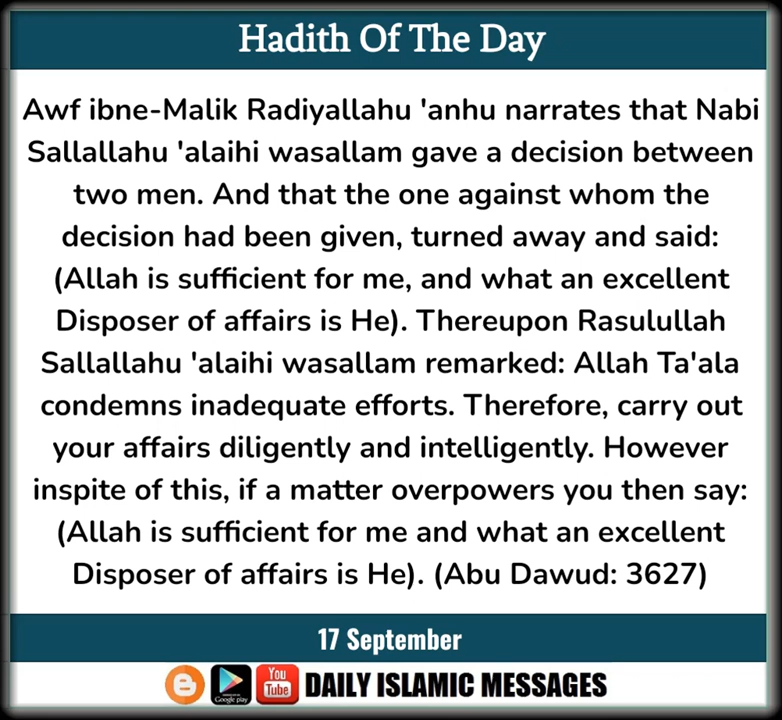 Hadith Of The Day
Awf ibne-Malik Radiyallahu 'anhu narrates that Nabi
Sallallahu 'alaihi wasallam gave a decision between
two men. And that the one against whom the
decision had been given, turned away and said:
(Allah is sufficient for me, and what an excellent
Disposer of affairs is He). Thereupon Rasulullah
Sallallahu 'alaihi wasallam remarked: Allah Ta'ala
condemns inadequate efforts. Therefore, carry out
your affairs diligently and intelligently. However
inspite of this, if a matter overpowers you then say:
(Allah is sufficient for me and what an excellent
Disposer of affairs is He). (Abu Dawud: 3627)
17 September
Google play
You
Tube
DAILY ISLAMIC MESSAGES